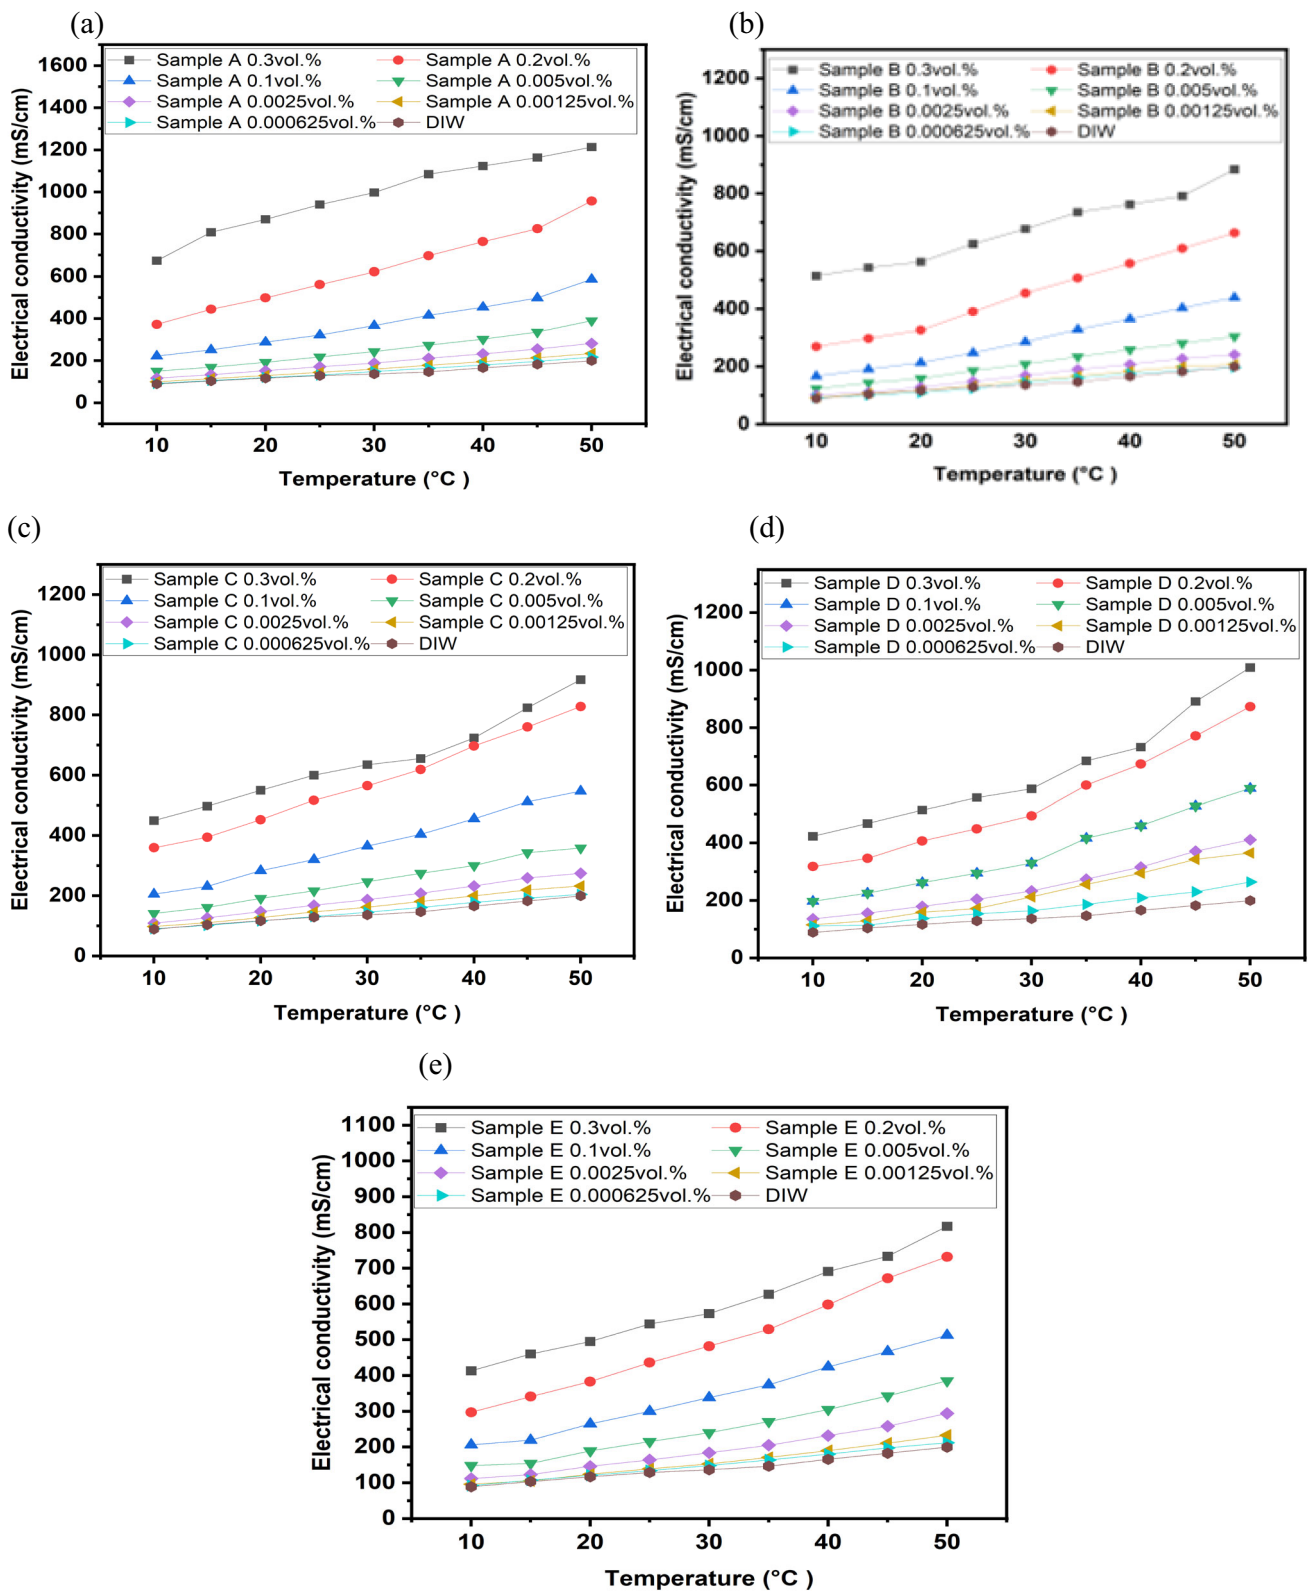 (a)
Sample A 0.3vol.% Sample A 0.2vol.%
Sample A 0.1vol.% Sample A 0.005vol.%
Sample A 0.0025vol.% Sample A 0.00125vol.%
Sample A 0.000625vol.% DIW
1600
1400
1200
1000
800
600
400
200
0
Electrical conductivity (mS/cm)
10 20 30 40 50
Temperature (°C )
(b)
Sample B 0.3vol.% Sample B 0.2vol.%
Sample B 0.1vol.% Sample B 0.005vol.%
Sample B 0.0025vol.% Sample B 0.00125vol.%
Sample B 0.000625vol.% DIW
1200
1000
800
600
400
200
0
Electrical conductivity (mS/cm)
10 20 30 40 50
Temperature (°C )
(c)
Sample C 0.3vol.% Sample C 0.2vol.%
Sample C 0.1vol.% Sample C 0.005vol.%
Sample C 0.0025vol.% Sample C 0.00125vol.%
Sample C 0.000625vol.% DIW
1200
1000
800
600
400
200
0
Electrical conductivity (mS/cm)
10 20 30 40 50
Temperature (°C )
(d)
Sample D 0.3vol.% Sample D 0.2vol.%
Sample D 0.1vol.% Sample D 0.005vol.%
Sample D 0.0025vol.% Sample D 0.00125vol.%
Sample D 0.000625vol.% DIW
1200
1000
800
600
400
200
0
Electrical conductivity (mS/cm)
10 20 30 40 50
Temperature (°C )
(e)
Sample E 0.3vol.% Sample E 0.2vol.%
Sample E 0.1vol.% Sample E 0.005vol.%
Sample E 0.0025vol.% Sample E 0.00125vol.%
Sample E 0.000625vol.% DIW
1100
1000
900
800
700
600
500
400
300
200
100
0
Electrical conductivity (mS/cm)
10 20 30 40 50
Temperature (°C )